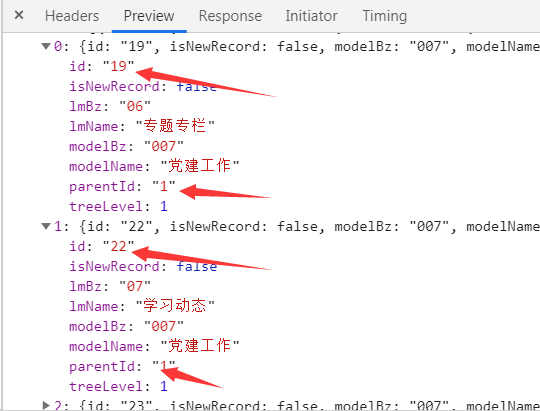 × Headers Preview Response Initiator Timing
▼0: {id: "19", isNewRecord: false, modelBz: "007", modelName
id: "19"
isNewRecord: false
lmBz: "06"
lmName: "专题专栏"
modelBz: "007"
modelName: "党建工作"
parentId: "1"
treeLevel: 1
▼1: {id: "22", isNewRecord: false, modelBz: "007", modelName
id: "22"
isNewRecord: false
lmBz: "07"
lmName: "学习动态"
modelBz: "007"
modelName: "党建工作"
parentId: "1"
treeLevel: 1
▶2: {id: "23", isNewRecord: false, modelBz: "007", modelName